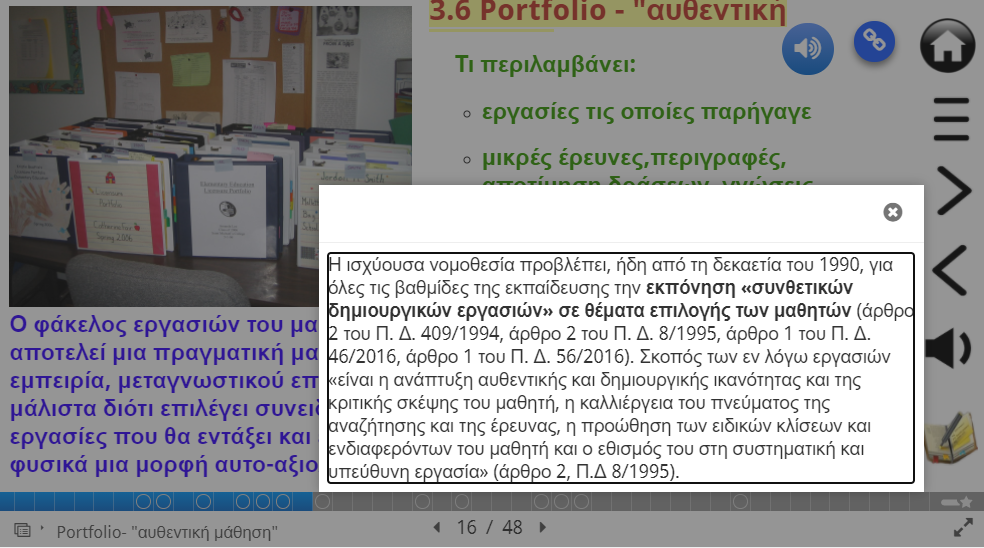 3.6 Portfolio - "αυθεντική
Τι περιλαμβάνει:
εργασίες τις οποίες παρήγαγε
μικρές έρευνες,περιγραφές,
αποτίμηση δράσεων, γνώσεις
Η ισχύουσα νομοθεσία προβλέπει, ήδη από τη δεκαετία του 1990, για
όλες τις βαθμίδες της εκπαίδευσης την εκπόνηση «συνθετικών
δημιουργικών εργασιών» σε θέματα επιλογής των μαθητών (άρθρο
2 του Π. Δ. 409/1994, άρθρο 2 του Π. Δ. 8/1995, άρθρο 1 του Π. Δ.
46/2016, άρθρο 1 του Π. Δ. 56/2016). Σκοπός των εν λόγω εργασιών
«είναι η ανάπτυξη αυθεντικής και δημιουργικής ικανότητας και της
κριτικής σκέψης του μαθητή, η καλλιέργεια του πνεύματος της
αναζήτησης και της έρευνας, η προώθηση των ειδικών κλίσεων και
ενδιαφερόντων του μαθητή και ο εθισμός του στη συστηματική και
υπεύθυνη εργασία» (άρθρο 2, Π.Δ 8/1995).
Ο φάκελος εργασιών του μα
αποτελεί μια πραγματική μα
εμπειρία, μεταγνωστικού επ
μάλιστα διότι επιλέγει συνει
εργασίες που θα εντάξει και
φυσικά μια μορφή αυτο-αξιο
Portfolio- "αυθεντική μάθηση"
16 / 48